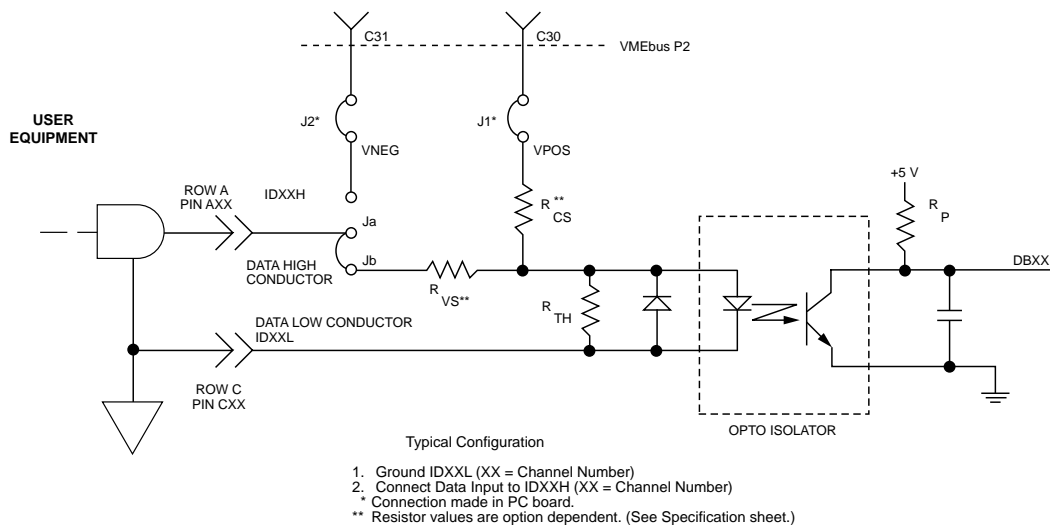 C31
C30
VMEbus P2
USER
EQUIPMENT
J2*
J1*
VNEG
VPOS
+5 V
ROW A
PIN AXX
IDXXH
R **
CS
R
P
Ja
Jb
DATA HIGH
CONDUCTOR
DBXX
R
VS**
R
TH
DATA LOW CONDUCTOR
IDXXL
ROW C
PIN CXX
OPTO ISOLATOR
Typical Configuration
1. Ground IDXXL (XX = Channel Number)
2. Connect Data Input to IDXXH (XX = Channel Number)
* Connection made in PC board.
** Resistor values are option dependent. (See Specification sheet.)